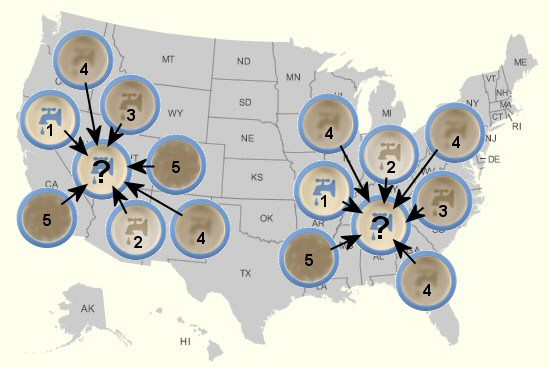 ME
MT
ND
4
MN
VT
NH
WY
SD
NY
MA
MI
CT
3
RI
1
4
4
NJ
NE
DE
5
2
?
KS
CA
1
3
5
OK
AR
2
4
?
AL
5
TX
LA
4
AK
HI